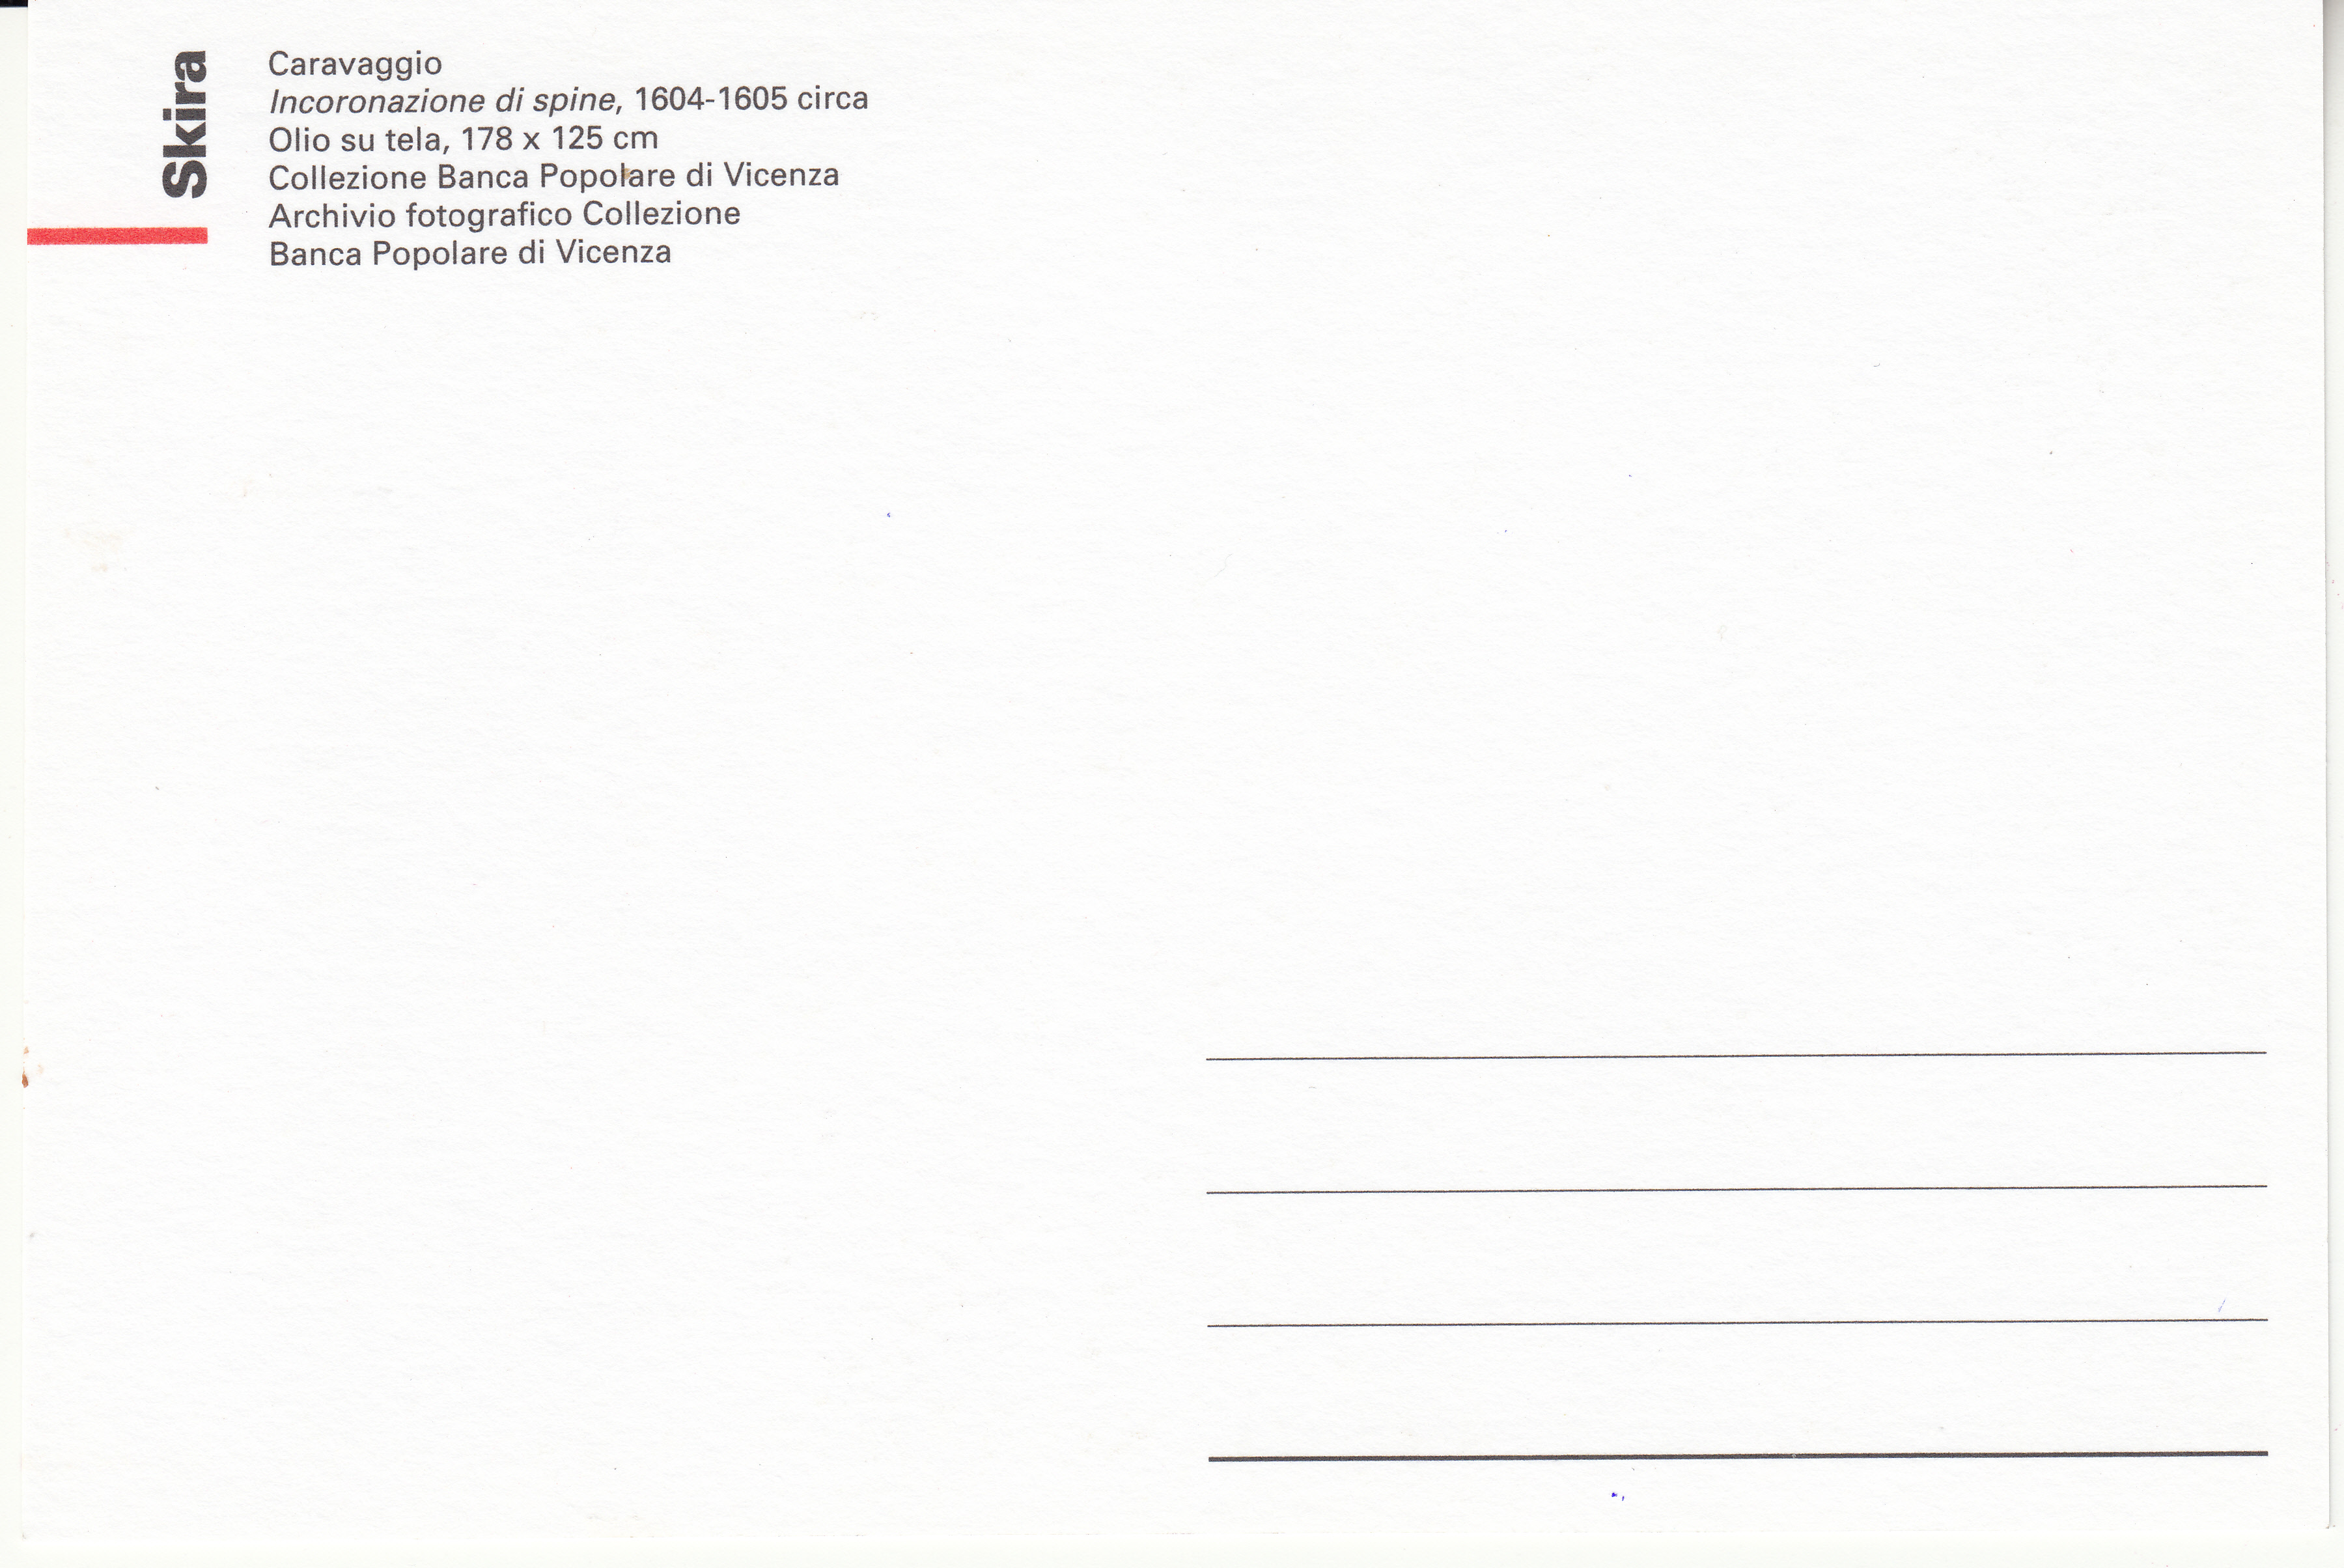 Skira
Caravaggio
Incoronazione di spine, 1604-1605 circa
Olio su tela, 178 x 125 cm
Collezione Banca Popolare di Vicenza
Archivio fotografico Collezione
Banca Popolare di Vicenza